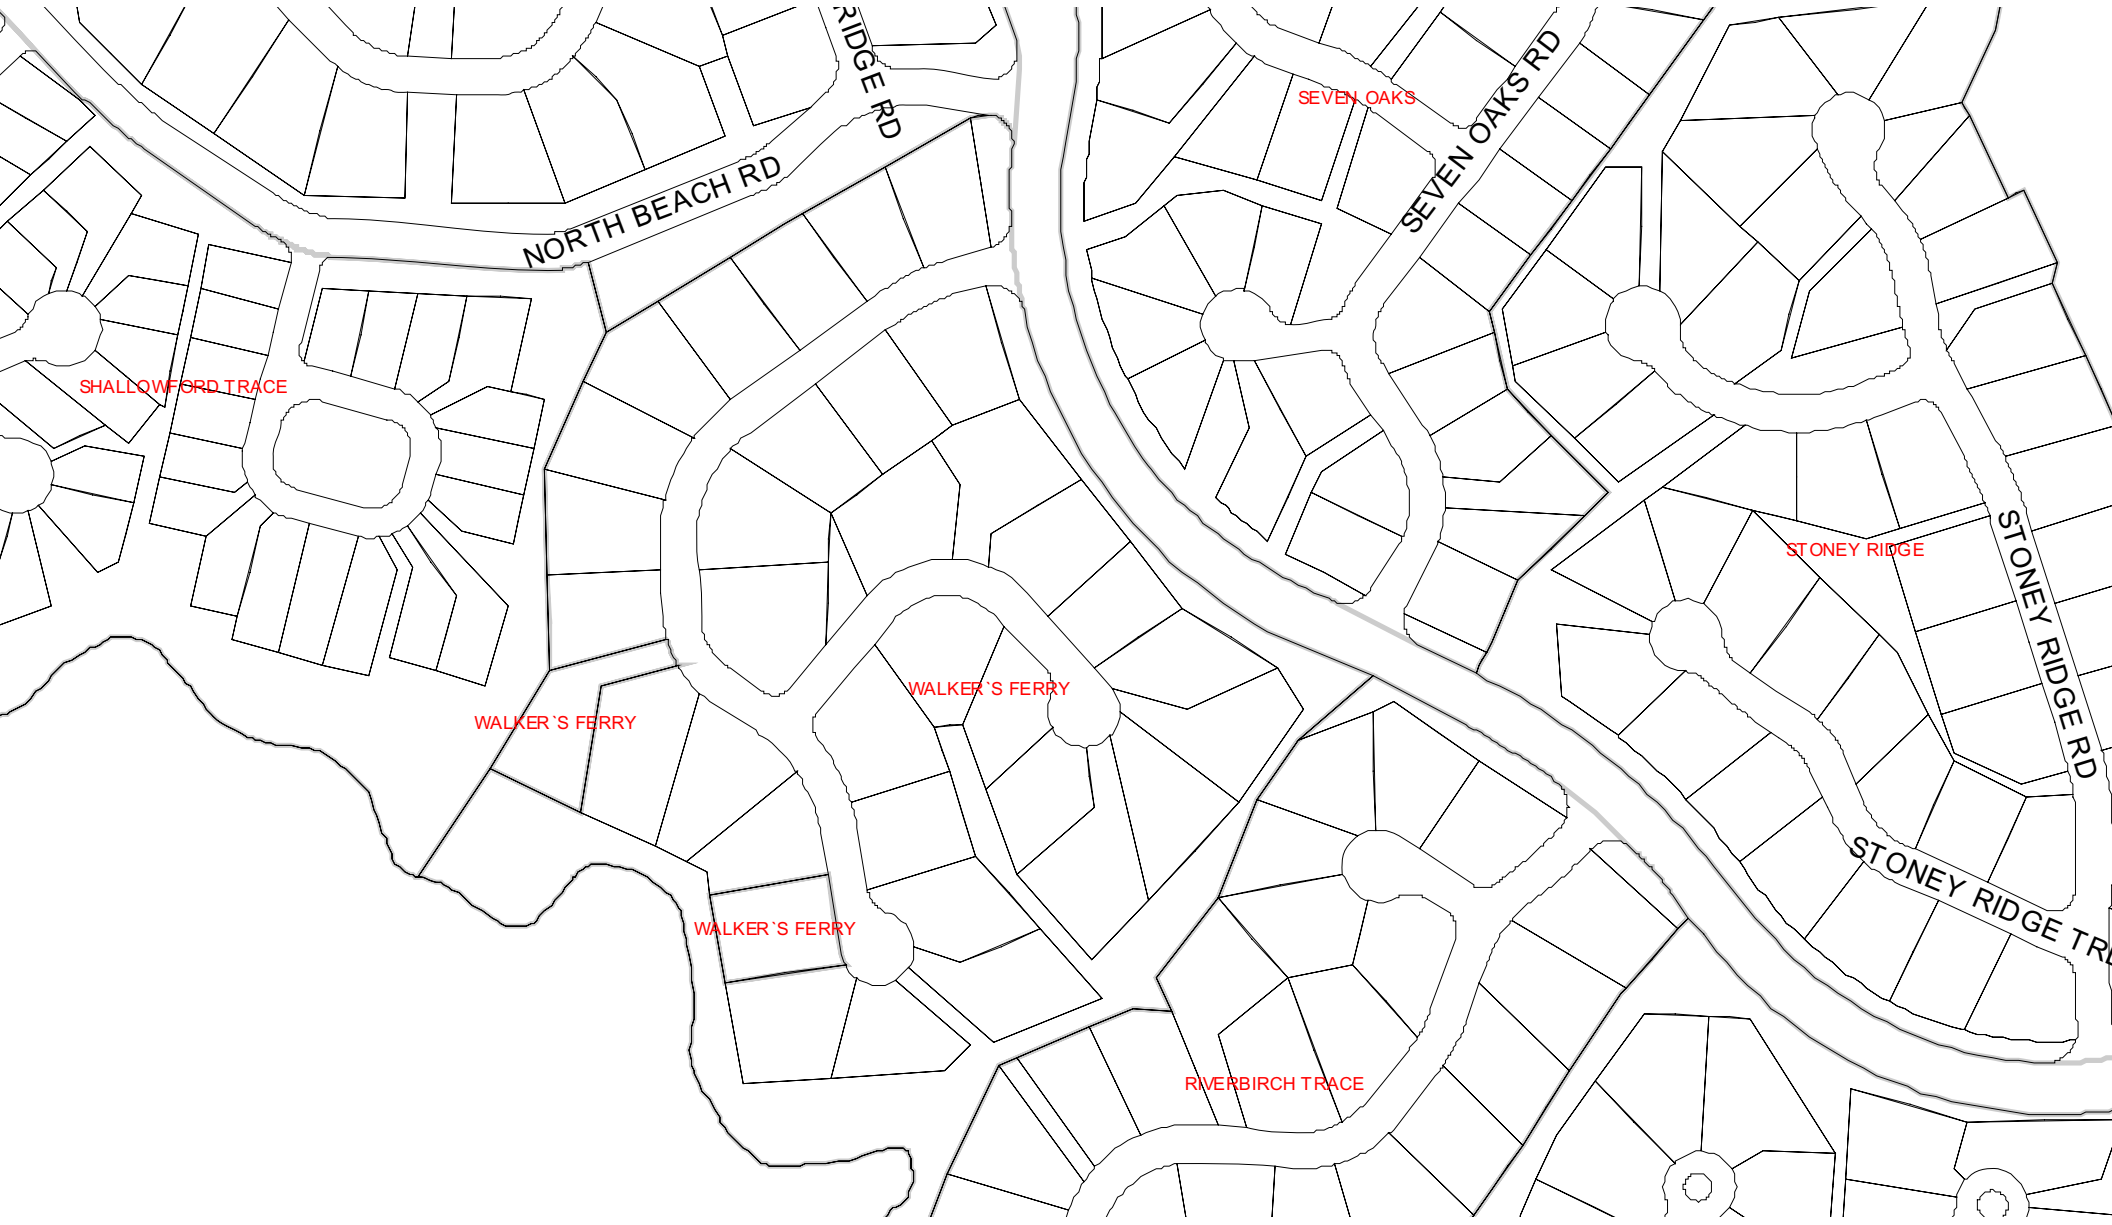 RIDGE RD
SEVEN OAKS
SEVEN OAKS RD
NORTH BEACH RD
SHALLOWFORD TRACE
STONEY RIDGE
STONEY RIDGE RD
WALKER`S FERRY
WALKER`S FERRY
STONEY RIDGE TR
WALKER`S FERRY
RIVERBIRCH TRACE